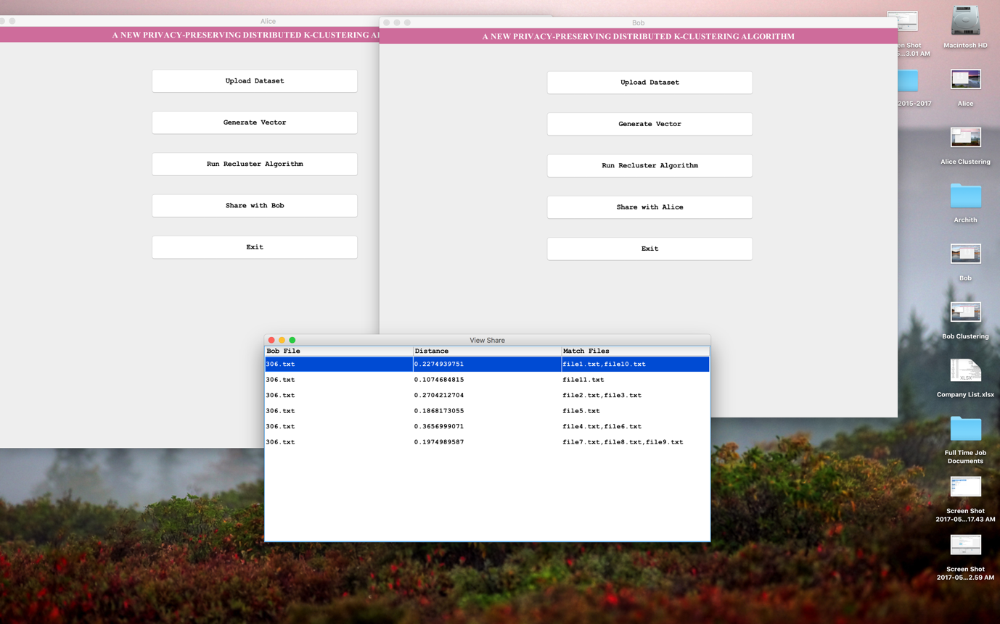 Alice
A NEW PRIVACY-PRESERVING DISTRIBUTED K-CLUSTERING
Upload Dataset
Generate Vector
Run Recluster Algorithm
Share with Bob
Exit
Bob
A NEW PRIVACY-PRESERVING DISTRIBUTED K-CLUSTERING ALGORITHM
Upload Dataset
Generate Vector
Run Recluster Algorithm
Share with Alice
Exit
View Share
Bob File Distance Match Files
306.txt 0.2274939751 file1.txt,file10.txt
306.txt 0.1074684815 file11.txt
306.txt 0.2704212704 file2.txt,file3.txt
306.txt 0.1868173055 file5.txt
306.txt 0.3656999071 file4.txt,file6.txt
306.txt 0.1974989587 file7.txt,file8.txt,file9.txt
Shot
...3.01 AM
2015-2017
Macintosh HD
Alice
Alice Clustering
Archith
Bob
Bob Clustering
XLSX
Company List.xlsx
Full Time Job
Documents
Screen Shot
2017-05...17.43 AM
Screen Shot
2017-05...2.59 AM